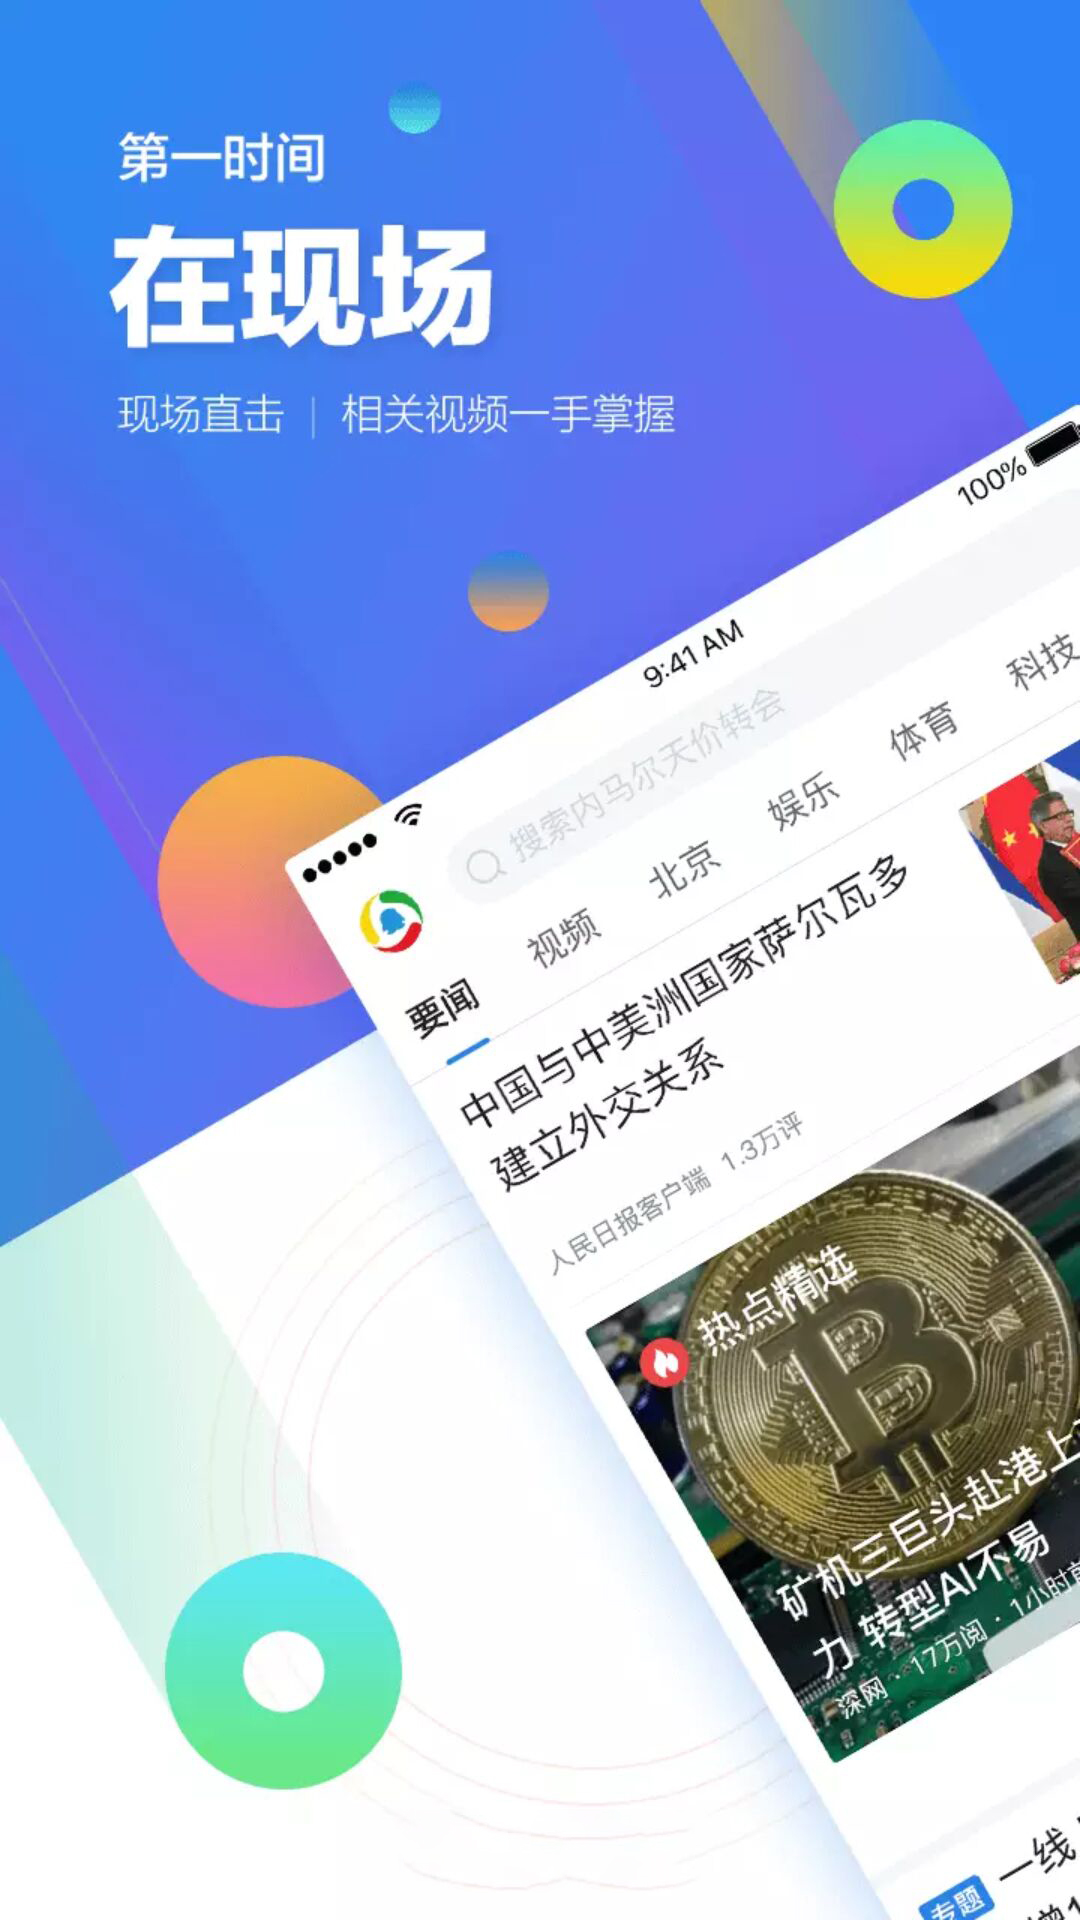 第一时间
在现场
现场直击 | 相关视频一手掌握
100%
9:41 AM
搜索内马尔天价转会
要闻 视频 北京 娱乐 体育 科技
中国与中美洲国家萨尔瓦多
建立外交关系
人民日报客户端 1.3万评
热点精选
矿机三巨头赴港上
力 转型AI不易
深网 · 17万阅 · 1小时前
专题 一线
增1